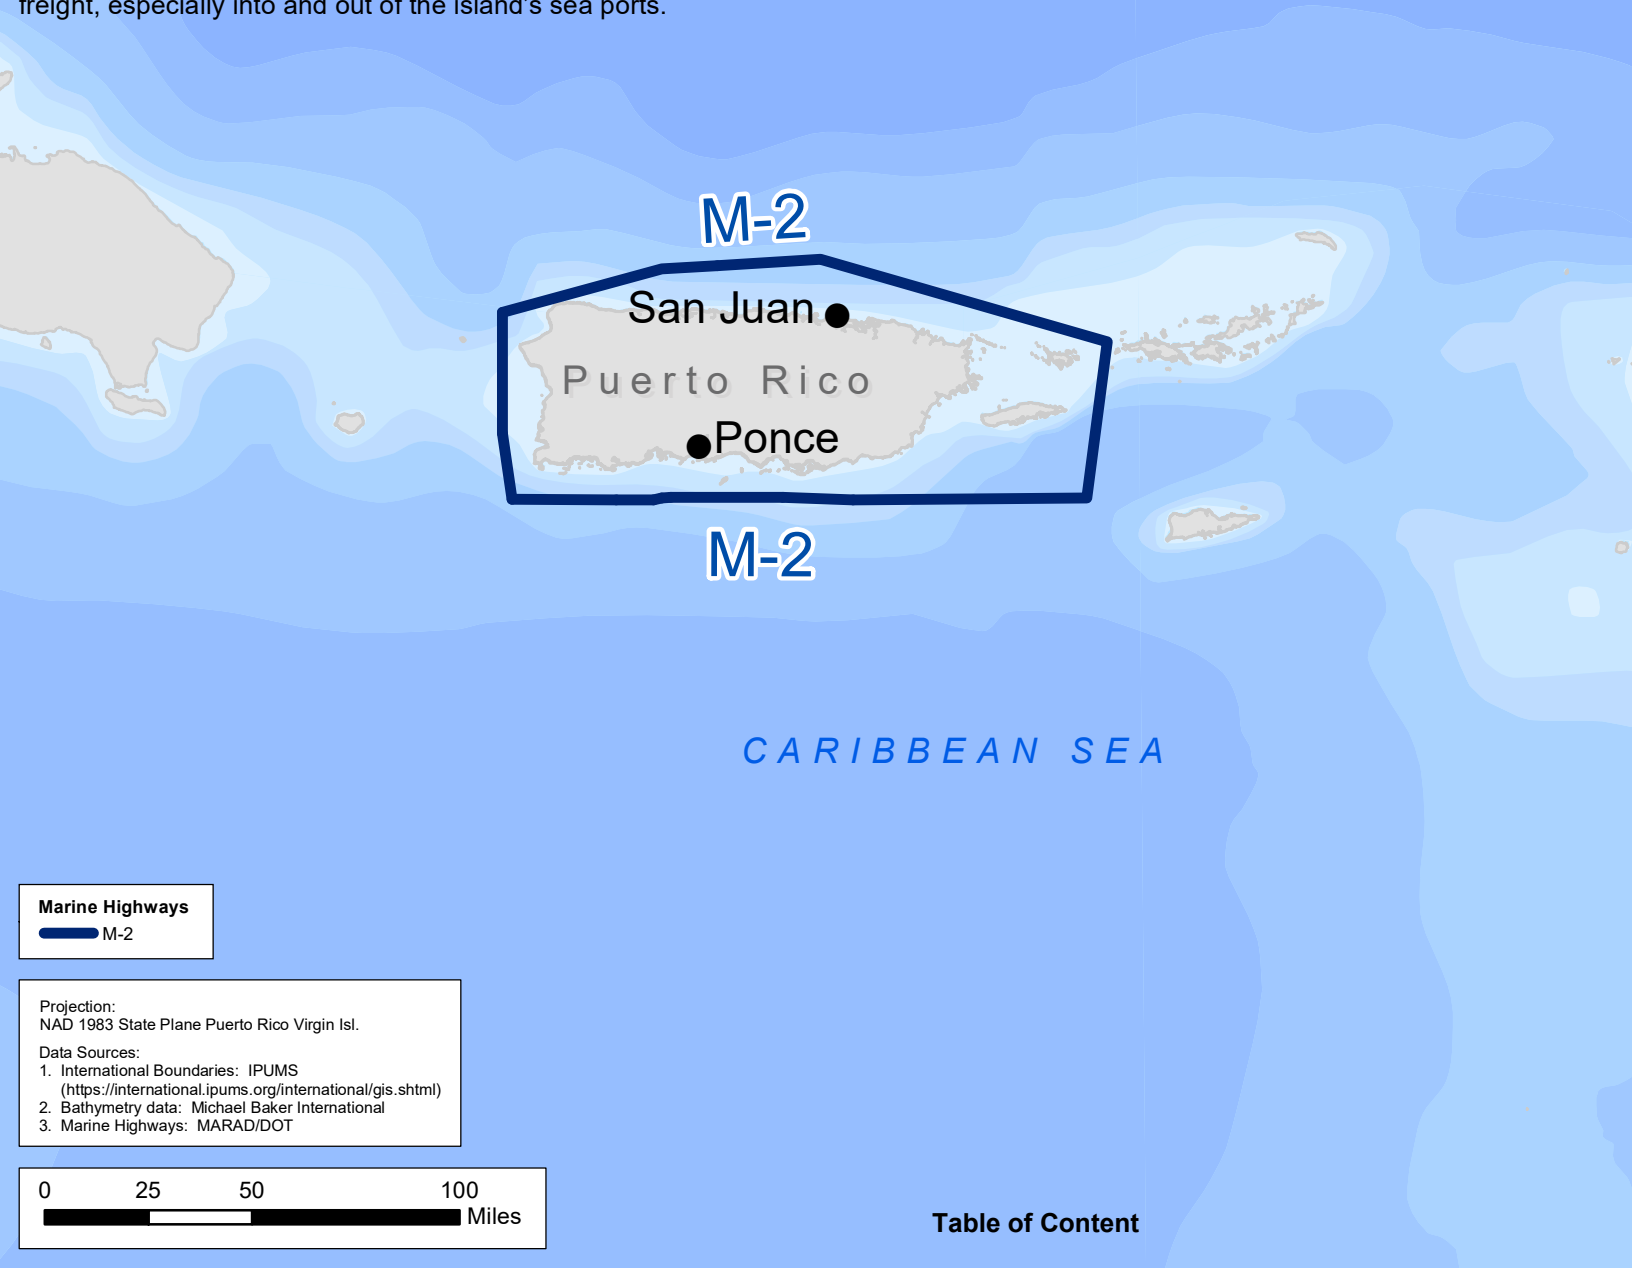 freight, especially into and out of the Island's sea ports.
M-2
San Juan
Puerto Rico
Ponce
M-2
CARIBBEAN SEA
Marine Highways
M-2
Projection:
NAD 1983 State Plane Puerto Rico Virgin Isl.
Data Sources:
1. International Boundaries: IPUMS
(https://international.ipums.org/international/gis.shtml)
2. Bathymetry data: Michael Baker International
3. Marine Highways: MARAD/DOT
0 25 50 100
Miles
Table of Content